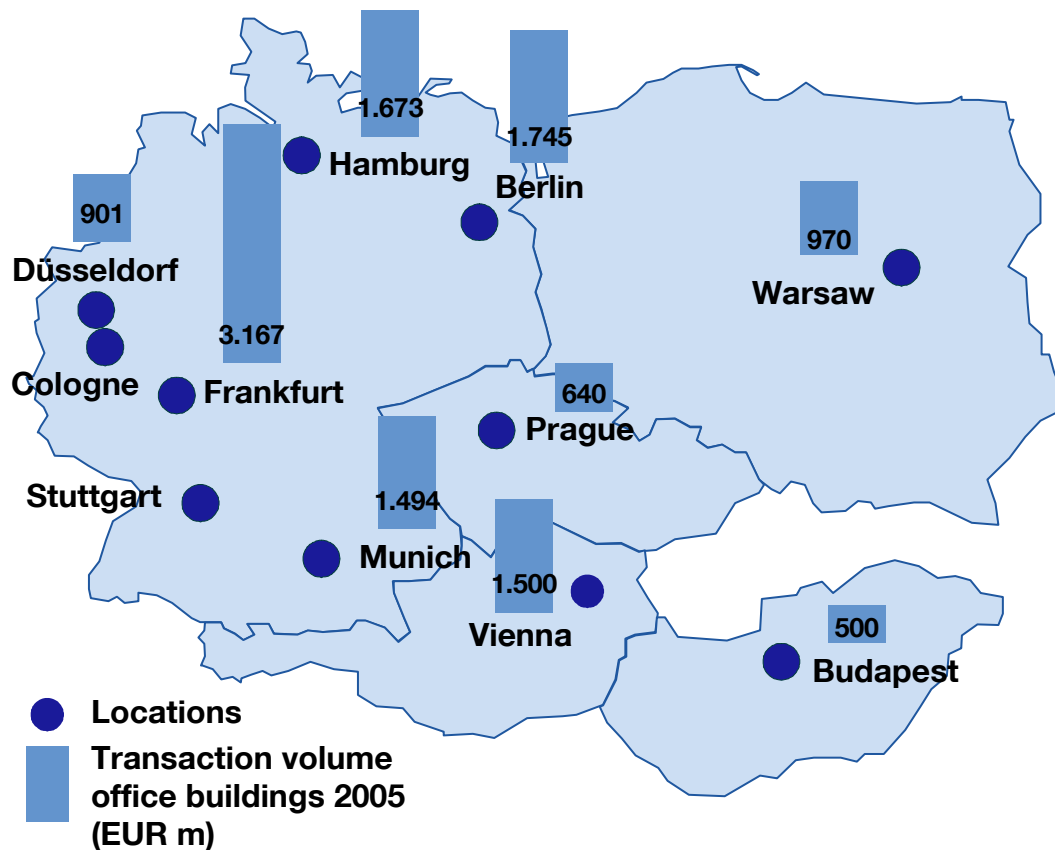 1.673
Hamburg
1.745
Berlin
901
Düsseldorf
3.167
Frankfurt
Cologne
970
Warsaw
640
Prague
Stuttgart
1.494
Munich
1.500
Vienna
500
Budapest
Locations
Transaction volume
office buildings 2005
(EUR m)